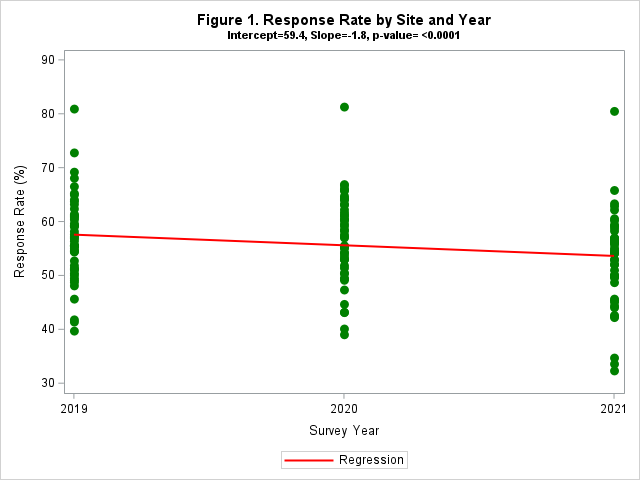 Figure 1. Response Rate by Site and Year
Intercept=59.4, Slope=-1.8, p-value= <0.0001
90
80
70
60
50
40
30
Response Rate (%)
2019 2020 2021
Survey Year
Regression